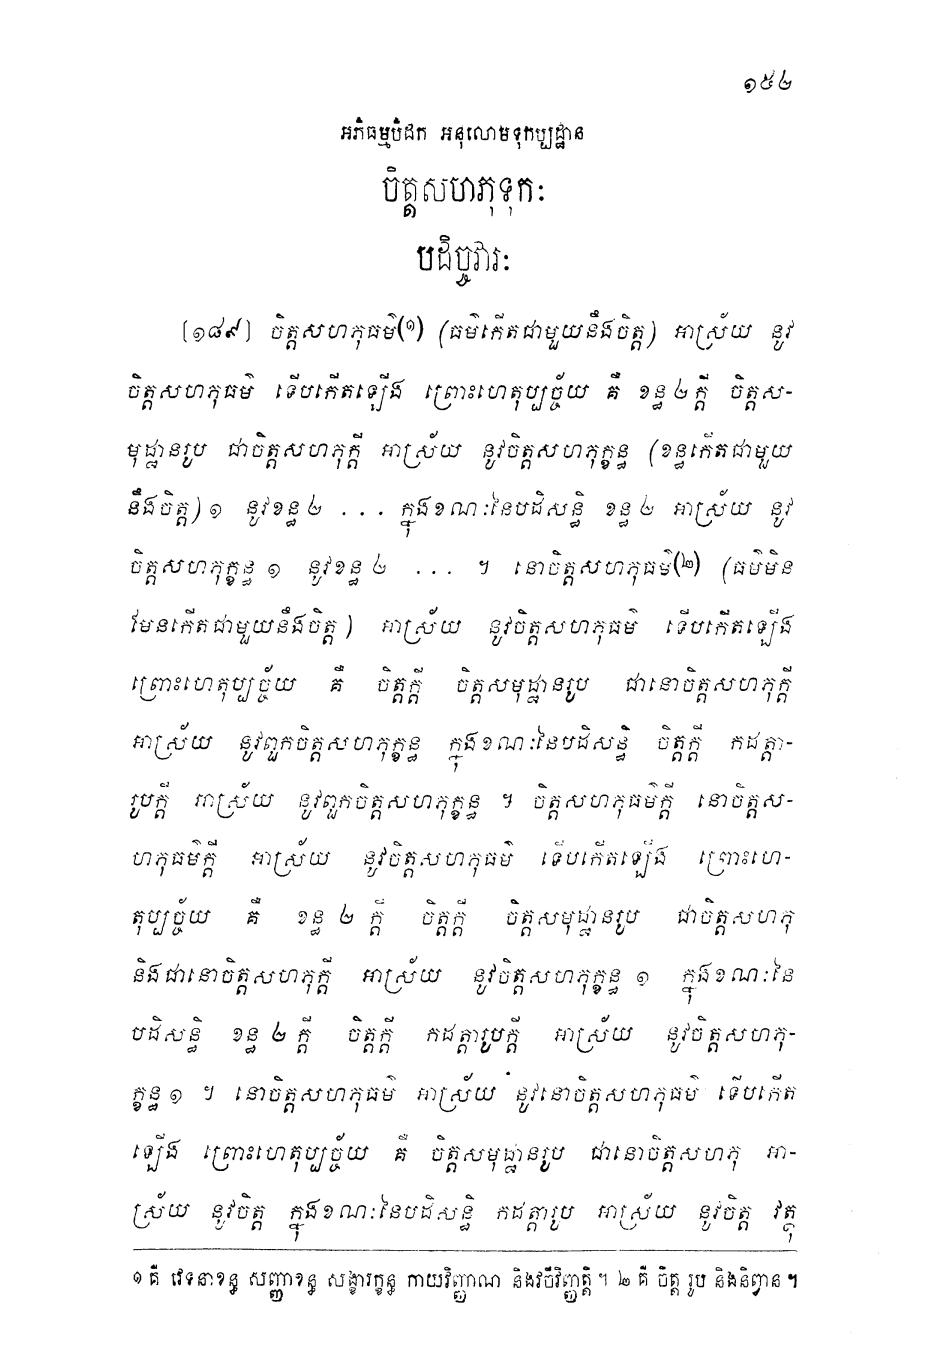 ១៥៤
អភិធម្មបិដក អនុលោមទុកប្បដ្ឋាន
ចិត្តសហភុទុកៈ
បដិច្ចវារៈ
[១៨៩] ចិត្តសហភុធម៌(១) (ធម៌កើតជាមួយនឹងចិត្ត) អាស្រ័យ នូវ
ចិត្តសហភុធម៌ ទើបកើតឡើង ព្រោះហេតុប្បច្ច័យ គឺ ខន្ធ ២ ក្តី ចិត្តស-
មុដ្ឋានរូប ជាចិត្តសហភុក្តី អាស្រ័យ នូវចិត្តសហភុក្ខន្ធ (ខន្ធកើតជាមួយ
នឹងចិត្ត) ១ នូវខន្ធ ២ ... ក្នុងខណៈនៃបដិសន្ធិ ខន្ធ ២ អាស្រ័យ នូវ
ចិត្តសហភុក្ខន្ធ ១ នូវខន្ធ ២ ... ។ នោចិត្តសហភុធម៌(២) (ធម៌មិន
មែនកើតជាមួយនឹងចិត្ត) អាស្រ័យ នូវចិត្តសហភុធម៌ ទើបកើតឡើង
ព្រោះហេតុប្បច្ច័យ គឺ ចិត្តក្តី ចិត្តសមុដ្ឋានរូប ជានោចិត្តសហភុក្តី
អាស្រ័យ នូវពួកចិត្តសហភុក្ខន្ធ ក្នុងខណៈនៃបដិសន្ធិ ចិត្តក្តី កដត្តា-
រូបក្តី អាស្រ័យ នូវពួកចិត្តសហភុក្ខន្ធ ។ ចិត្តសហភុធម៌ក្តី នោចិត្តស-
ហភុធម៌ក្តី អាស្រ័យ នូវចិត្តសហភុធម៌ ទើបកើតឡើង ព្រោះហេ-
តុប្បច្ច័យ គឺ ខន្ធ ២ ក្តី ចិត្តក្តី ចិត្តសមុដ្ឋានរូប ជាចិត្តសហភុ
និងជានោចិត្តសហភុក្តី អាស្រ័យ នូវចិត្តសហភុក្ខន្ធ ១ ក្នុងខណៈនៃ
បដិសន្ធិ ខន្ធ ២ ក្តី ចិត្តក្តី កដត្តារូបក្តី អាស្រ័យ នូវចិត្តសហភុ-
ក្ខន្ធ ១ ។ នោចិត្តសហភុធម៌ អាស្រ័យ នូវនោចិត្តសហភុធម៌ ទើបកើត
ឡើង ព្រោះហេតុប្បច្ច័យ គឺ ចិត្តសមុដ្ឋានរូប ជានោចិត្តសហភុ អា-
ស្រ័យ នូវចិត្ត ក្នុងខណៈនៃបដិសន្ធិ កដត្តារូប អាស្រ័យ នូវចិត្ត វត្ថុ
១ គឺ វេទនាខន្ធ សញ្ញាខន្ធ សង្ខារក្ខន្ធ កាយវិញ្ញាណ និងវចីវិញ្ញាត្តិ ។ ២ គឺ ចិត្ត រូប និងនិព្វាន ។